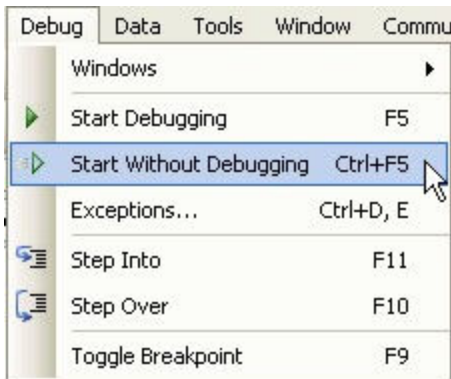 Debug Data Tools Window Commu
Windows
Start Debugging F5
Start Without Debugging Ctrl+F5
Exceptions... Ctrl+D, E
Step Into F11
Step Over F10
Toggle Breakpoint F9